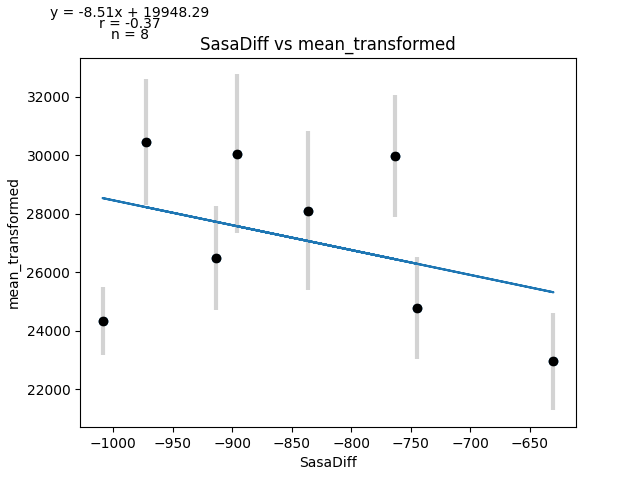 y = -8.51x + 19948.29
r = -0.37
n = 8
SasaDiff vs mean_transformed
32000
30000
28000
26000
24000
22000
mean_transformed
−1000
−950
−900
−850
−800
−750
−700
−650
SasaDiff